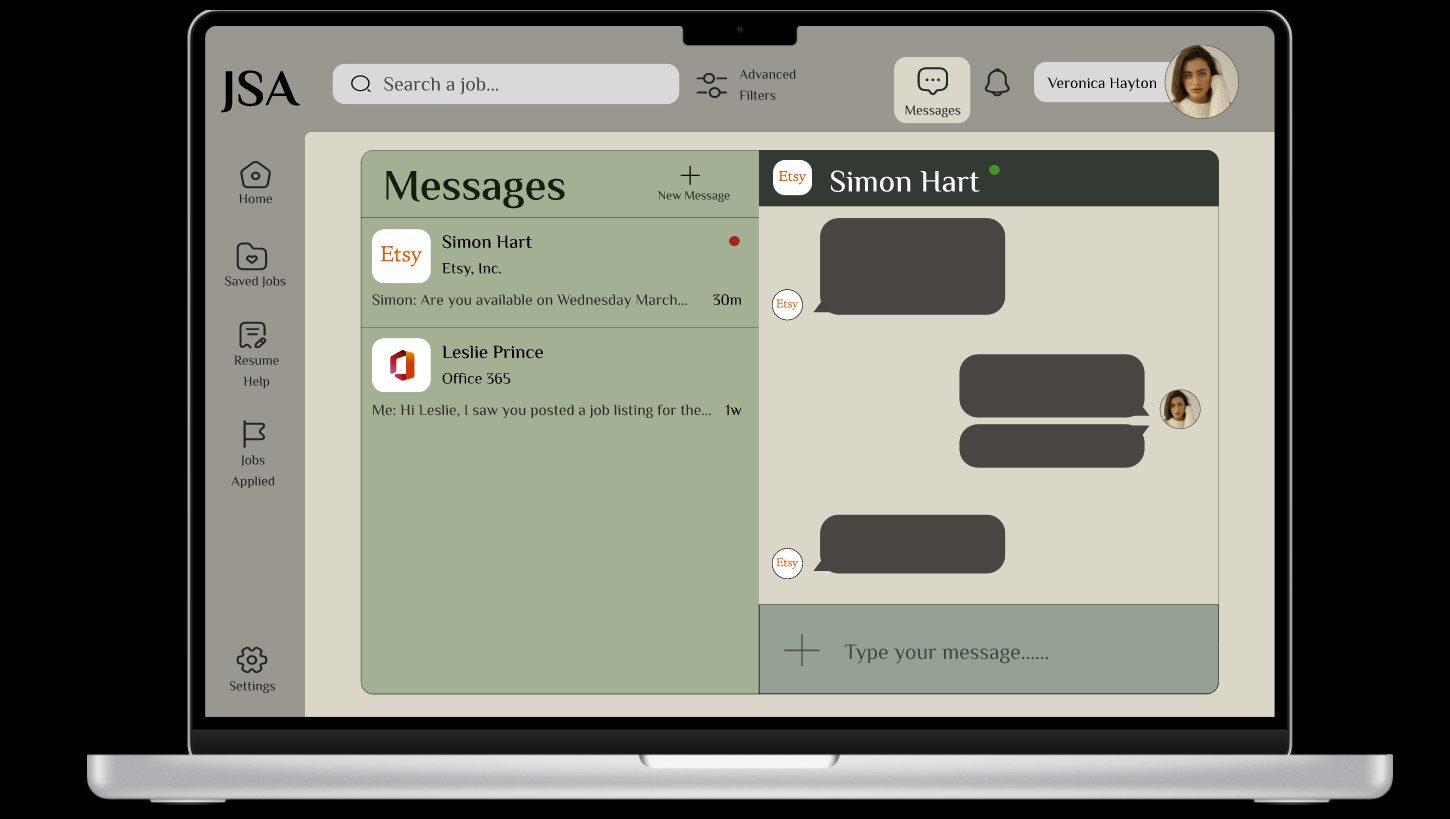 JSA
Search a job...
Advanced
Filters
Messages
Veronica Hayton
Home
Saved Jobs
Resume
Help
Jobs
Applied
Settings
Messages
New Message
Etsy
Simon Hart
Etsy, Inc.
Simon: Are you available on Wednesday March... 30m
Leslie Prince
Office 365
Me: Hi Leslie, I saw you posted a job listing for the... 1w
Etsy
Simon Hart
Etsy
Etsy
Type your message......